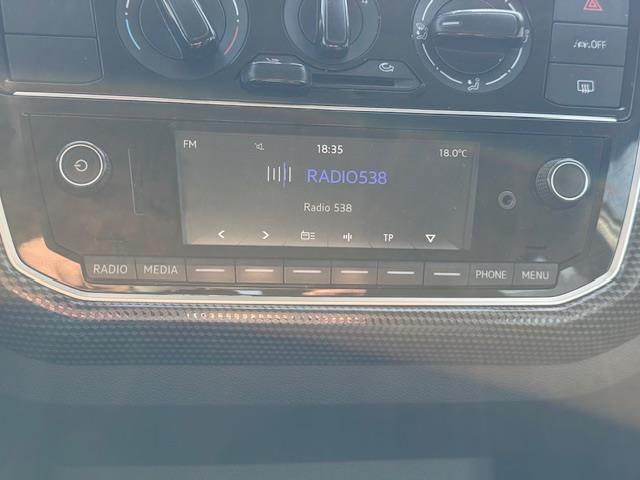 OFF
FM 18:35 18.0°C
RADIO538
Radio 538
TP
RADIO MEDIA PHONE MENU